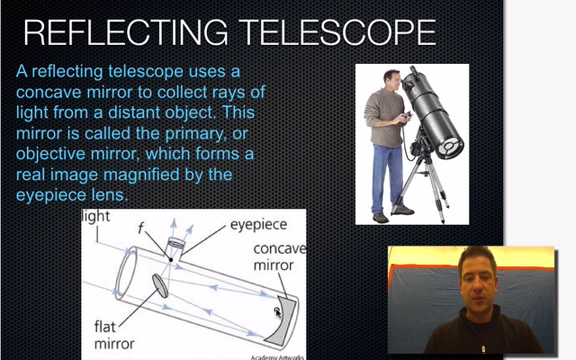 REFLECTING TELESCOPE
A reflecting telescope uses a
concave mirror to collect rays of
light from a distant object. This
mirror is called the primary, or
objective mirror, which forms a
real image magnified by the
eyepiece lens.
light
f
eyepiece
concave
mirror
flat
mirror
Academy Artworks